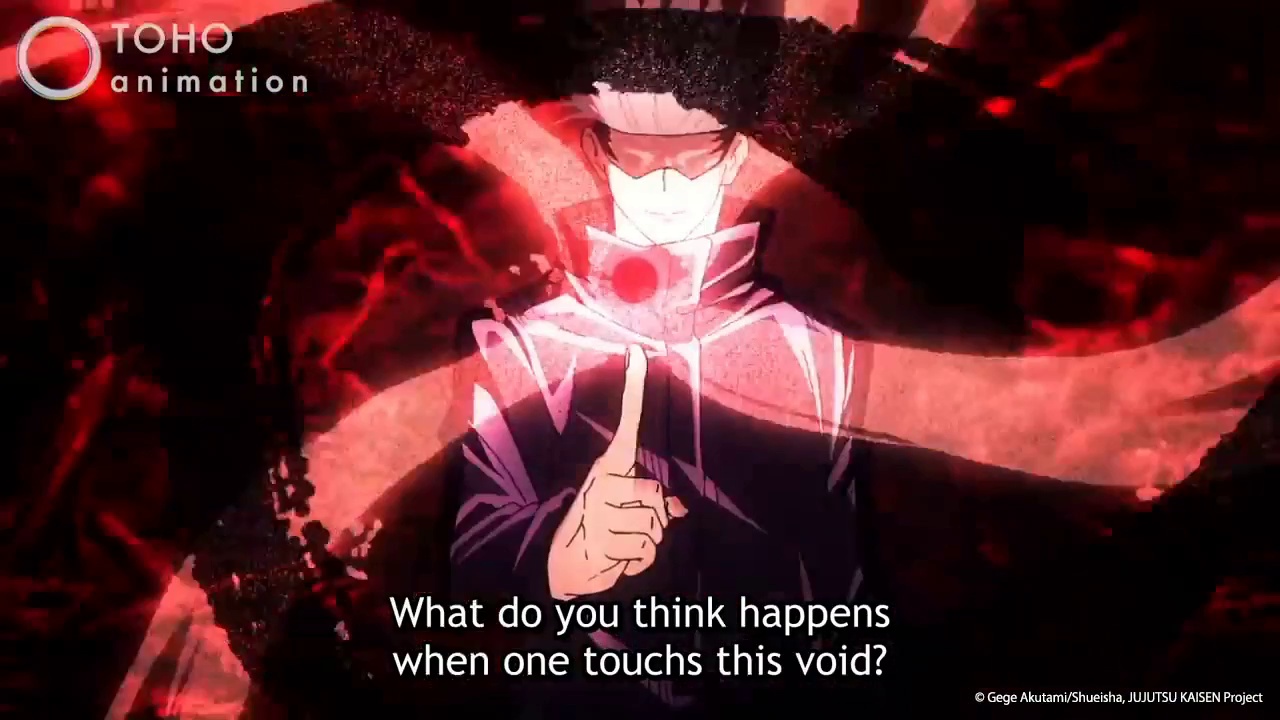 TOHO
animation
What do you think happens
when one touchs this void?
© Gege Akutami/Shueisha, JUJUTSU KAISEN Project